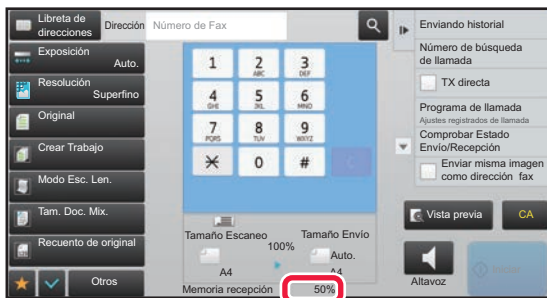 Libreta de
direcciones
Dirección
Número de Fax
Exposición
Auto.
Resolución
Superfino
Original
Crear Trabajo
Modo Esc. Len.
Tam. Doc. Mix.
Recuento de original
Otros
1
2
ABC
3
DEF
4
GHI
5
JKL
6
MNO
7
PQRS
8
TUV
9
WXYZ
0
#
C
Tamaño Escaneo
100%
Tamaño Envío
A4
Auto.
A4
Memoria recepción
50%
Enviando historial
Número de búsqueda
de llamada
TX directa
Programa de llamada
Ajustes registrados de llamada
Comprobar Estado
Envío/Recepción
Enviar misma imagen
como dirección fax
Vista previa
CA
Altavoz